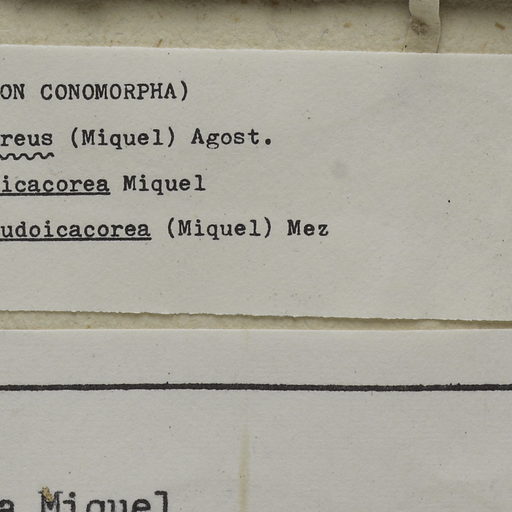 ON CONOMORPHA)
reus (Miquel) Agost.
icacorea Miquel
udoicacorea (Miquel) Mez
a Miquel